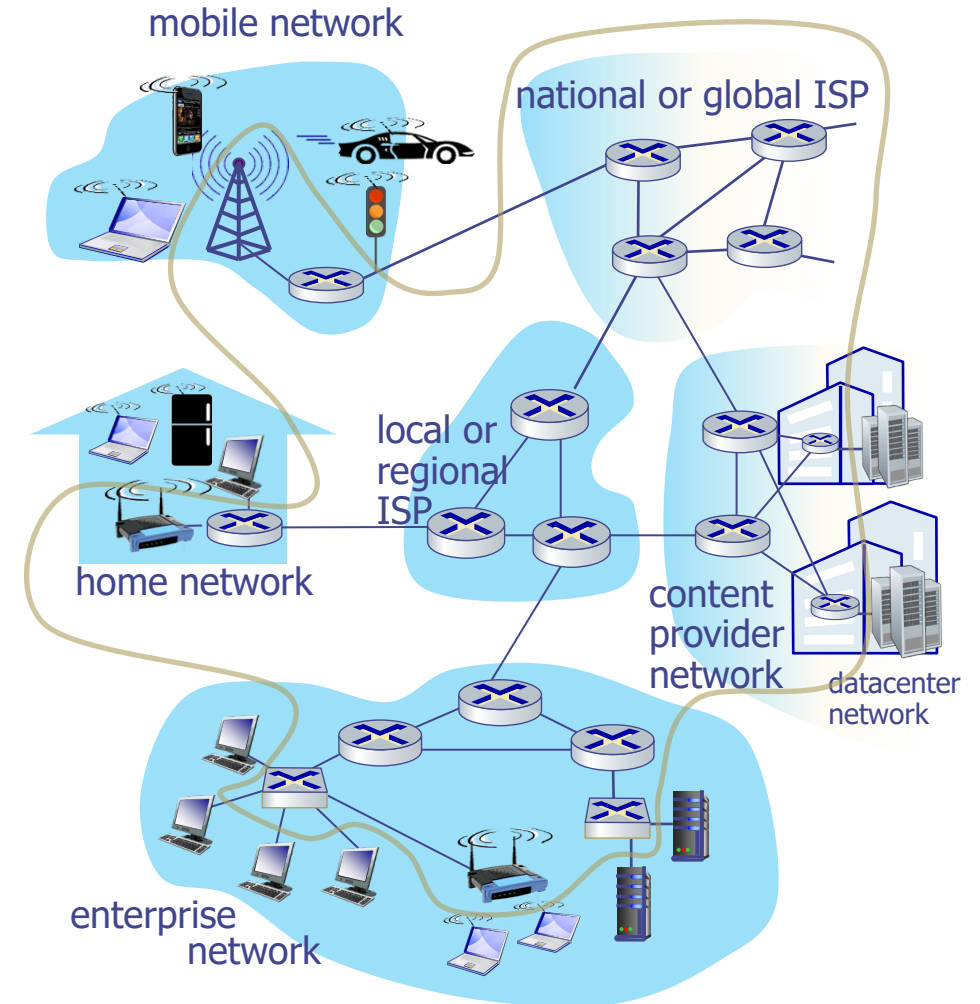 mobile network
national or global ISP
local or
regional
ISP
home network
content
provider
network
datacenter
network
enterprise
network